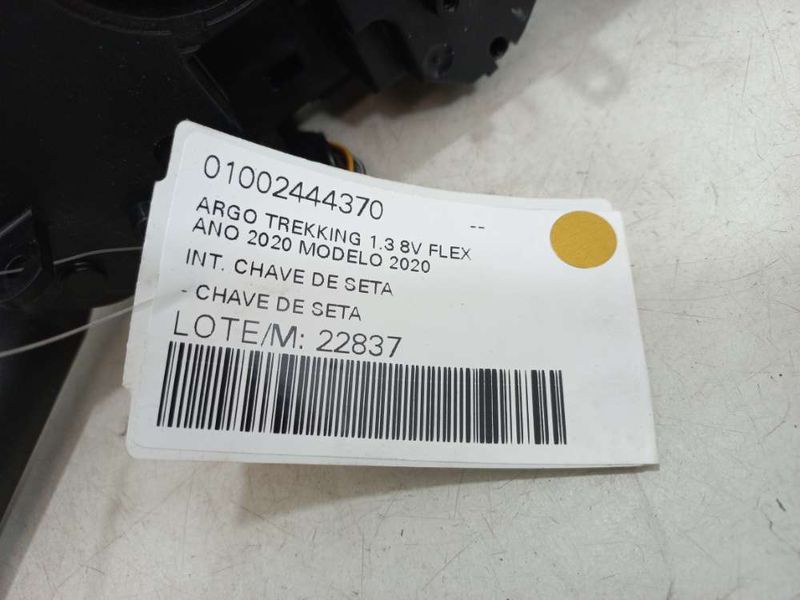 01002444370
--
ARGO TREKKING 1.3 8V FLEX
ANO 2020 MODELO 2020
INT. CHAVE DE SETA
- CHAVE DE SETA
LOTE/M: 22837